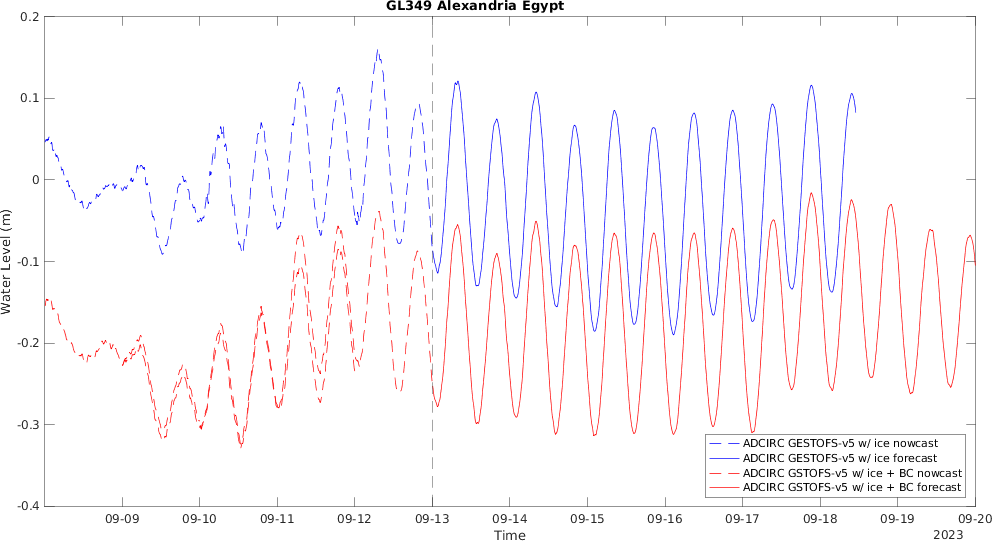 GL349 Alexandria Egypt
0.2
0.1
0
-0.1
-0.2
-0.3
-0.4
Water Level (m)
ADCIRC GESTOFS-v5 w/ ice nowcast
ADCIRC GESTOFS-v5 w/ ice forecast
ADCIRC GSTOFS-v5 w/ ice + BC nowcast
ADCIRC GSTOFS-v5 w/ ice + BC forecast
09-09 09-10 09-11 09-12 09-13 09-14 09-15 09-16 09-17 09-18 09-19 09-20
Time
2023